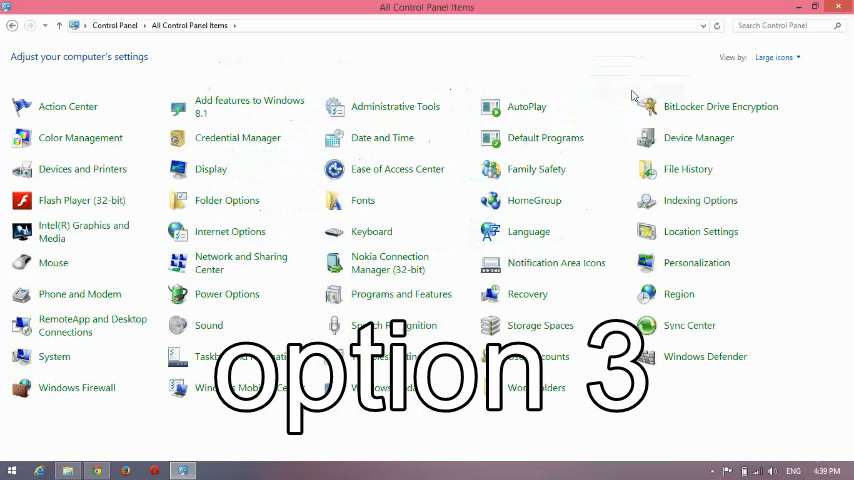 All Control Panel Items
Control Panel All Control Panel Items
Search Control Panel
Adjust your computer's settings
View by: Large icons
Action Center
Add features to Windows 8.1
Administrative Tools
AutoPlay
BitLocker Drive Encryption
Color Management
Credential Manager
Date and Time
Default Programs
Device Manager
Devices and Printers
Display
Ease of Access Center
Family Safety
File History
Flash Player (32-bit)
Folder Options
Fonts
HomeGroup
Indexing Options
Intel(R) Graphics and
Media
Internet Options
Keyboard
Language
Location Settings
Mouse
Network and Sharing
Center
Nokia Connection
Manager (32-bit)
Notification Area Icons
Personalization
Phone and Modem
Power Options
Programs and Features
Recovery
Region
RemoteApp and Desktop
Connections
Sound
Storage Spaces
Sync Center
System
Windows Defender
Windows Firewall
option 3
ENG 4:39 PM